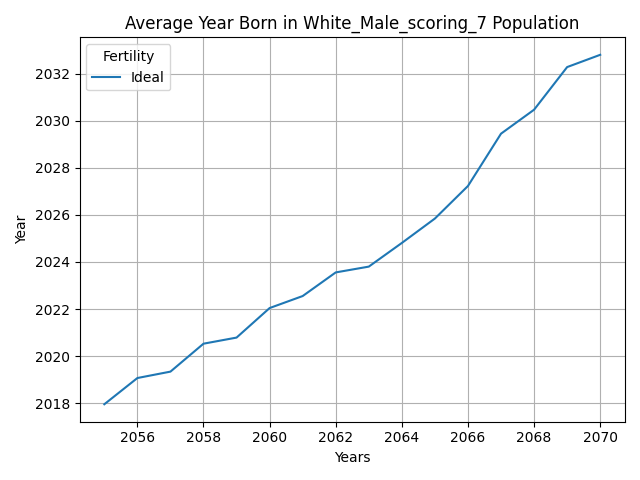 Average Year Born in White_Male_scoring_7 Population
Fertility
Ideal
Year
2032
2030
2028
2026
2024
2022
2020
2018
2056 2058 2060 2062 2064 2066 2068 2070
Years